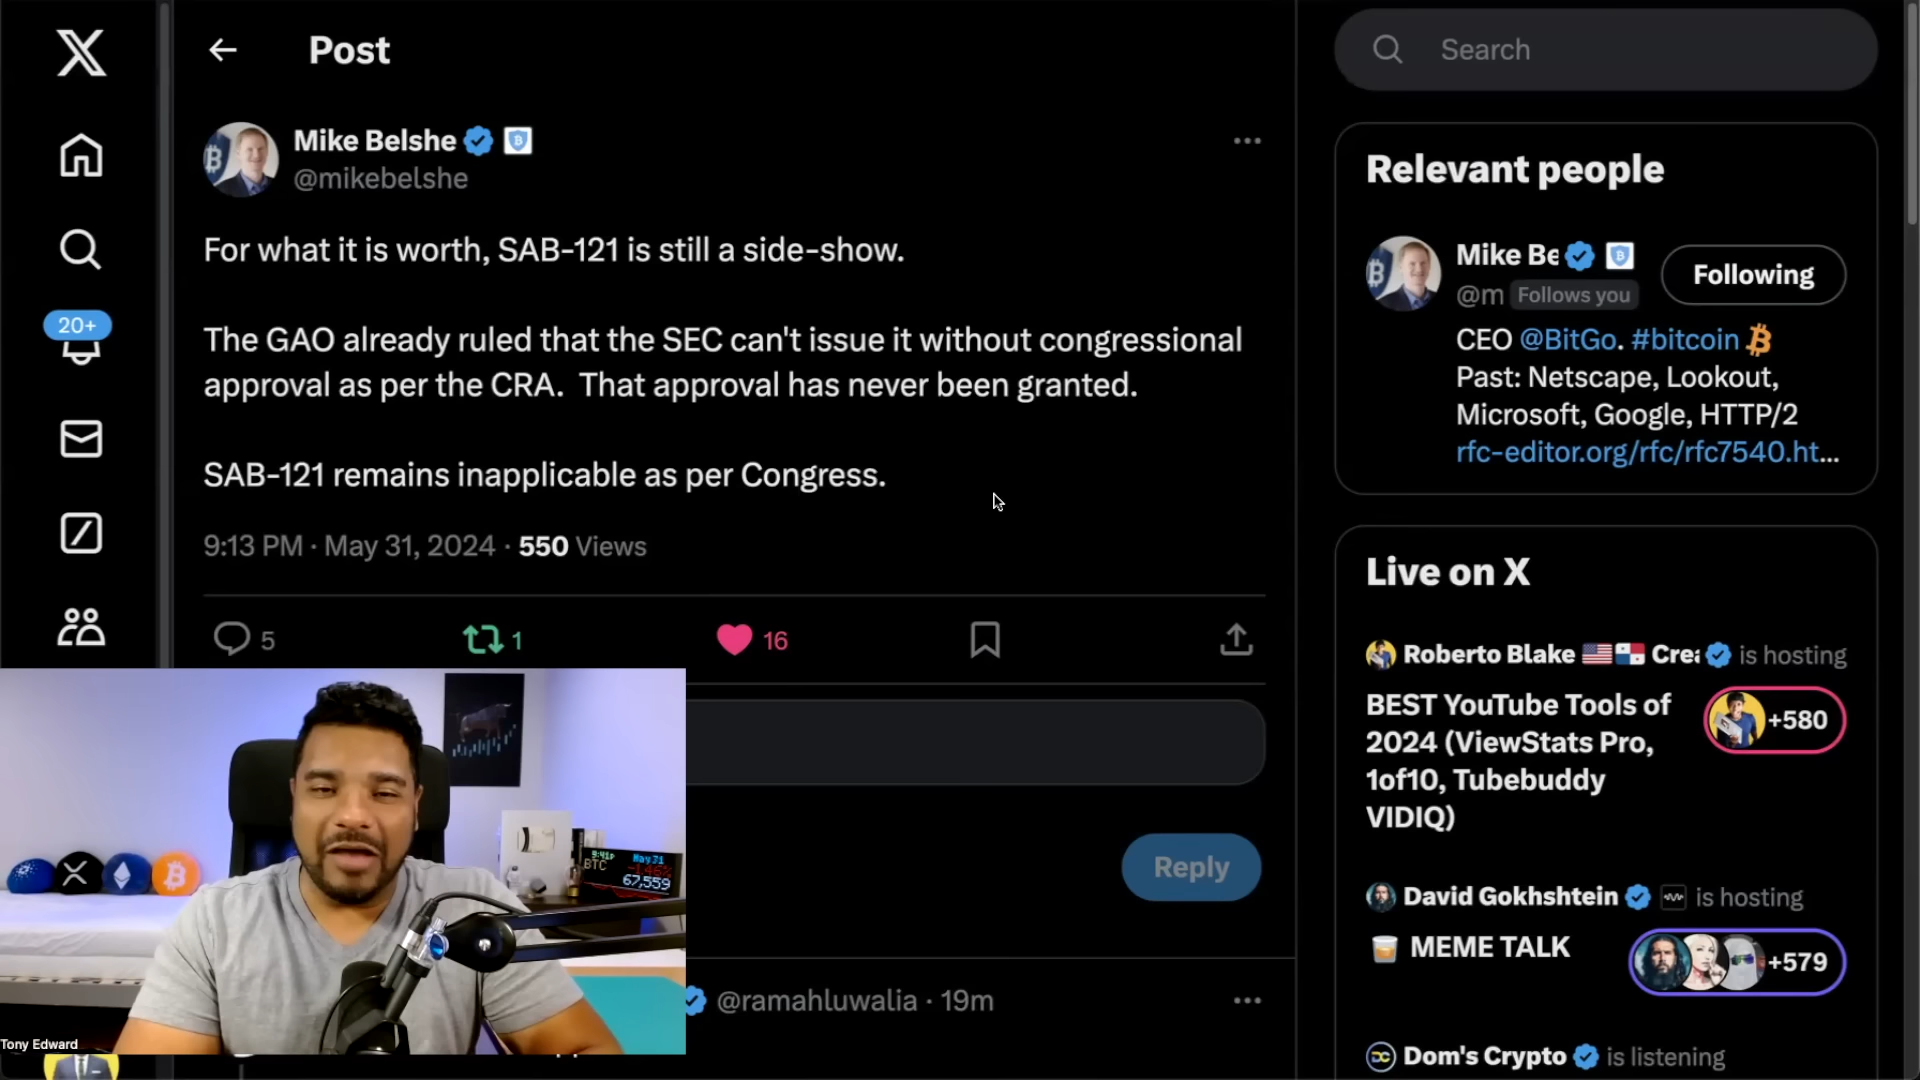 Post
Search
Mike Belshe
@mikebelshe
For what it is worth, SAB-121 is still a side-show.
The GAO already ruled that the SEC can't issue it without congressional
approval as per the CRA.  That approval has never been granted.
SAB-121 remains inapplicable as per Congress.
9:13 PM · May 31, 2024 · 550 Views
5
1
16
Reply
@ramahluwalia · 19m
20+
Relevant people
Mike Be
@m Follows you
Following
CEO @BitGo. #bitcoin
Past: Netscape, Lookout,
Microsoft, Google, HTTP/2
rfc-editor.org/rfc/rfc7540.ht...
Live on X
Roberto Blake Crea is hosting
BEST YouTube Tools of
2024 (ViewStats Pro,
1of10, Tubebuddy
VIDIQ)
+580
David Gokhshtein is hosting
MEME TALK
+579
Dom's Crypto is listening
May 31
BTC
-1.46%
67,559
Tony Edward